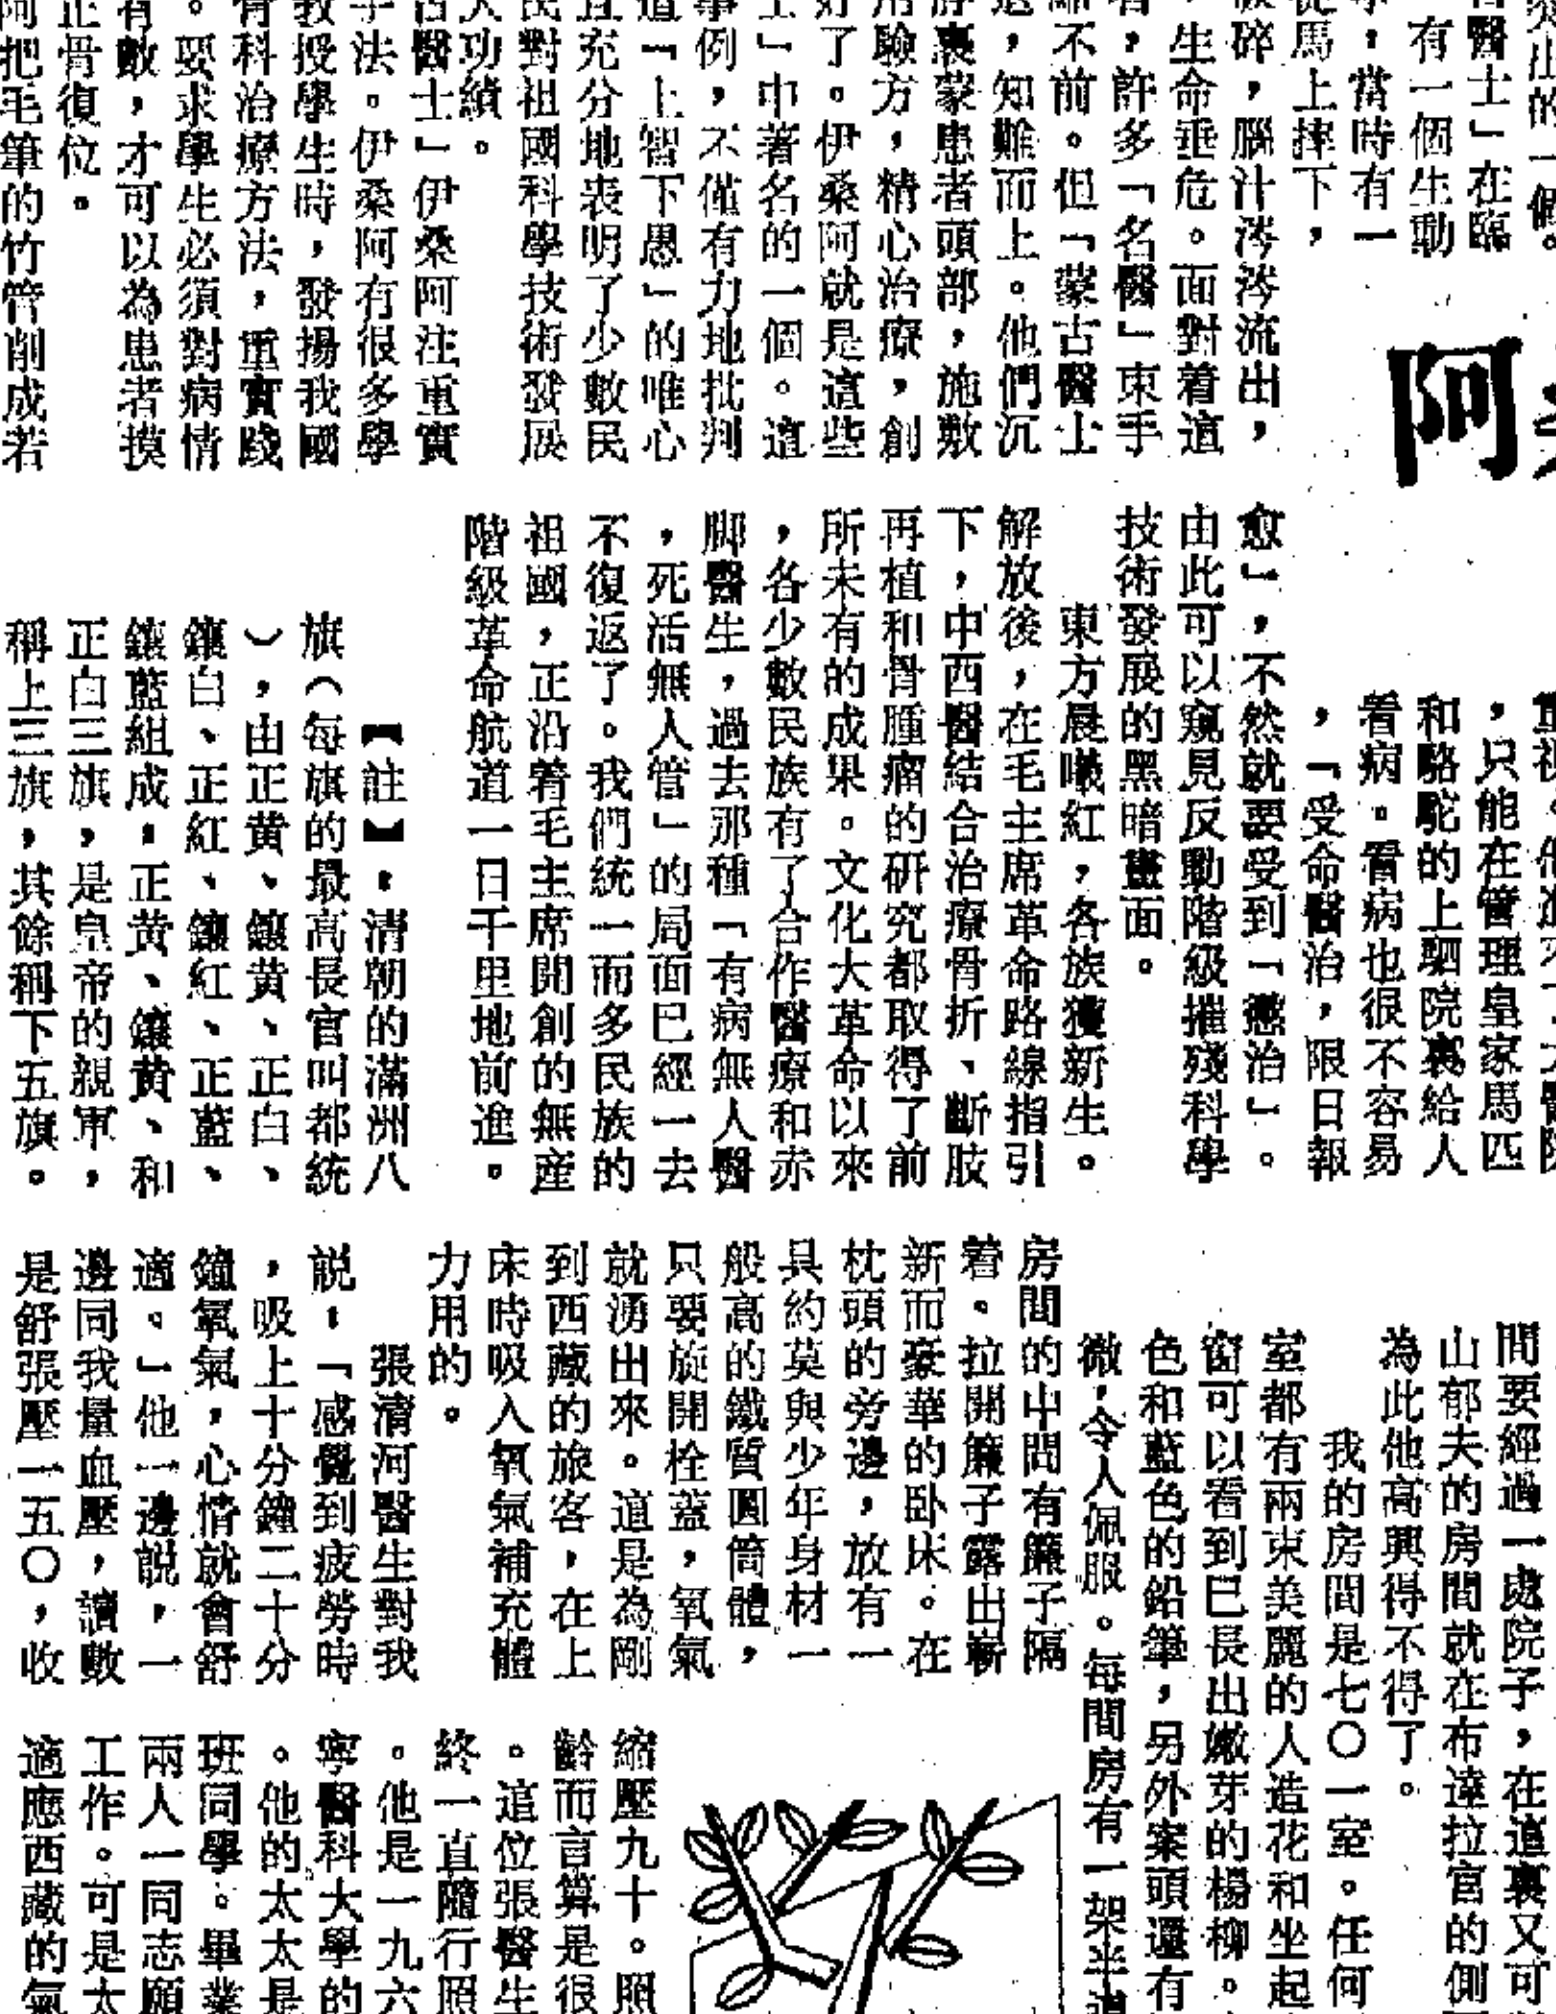 突出的一個。
醫士」在臨
有一個生動
，當時有一
從馬上摔下，
破碎，腦汁涔涔流出，
，生命垂危。面對着這
者，許多「名醫」束手
不前。但「蒙古醫士
退，知難而上。他們沉
裏蒙患者頭部，施敷
用驗方，精心治療，創
好了。伊桑阿就是這些
士」中著名的一個。這
事例，不僅有力地批判
道「上智下愚」的唯心
且充分地表明了少數民
民對祖國科學技術發展
大功績。
古醫士」伊桑阿注重實
手法。伊桑阿有很多學
教授學生時，發揚我國
骨科治療方法，重實踐
。要求學生必須對病情
有數，才可以為患者摸
正骨復位。
阿把毛筆的竹管削成若
阿
重視。他進不了太醫院
，只能在管理皇家馬匹
和駱駝的上駟院裏給人
看病。看病也很不容易
，「受命醫治，限日報
愈」，不然就要受到「懲治」。
由此可以窺見反動階級摧殘科學
技術發展的黑暗畫面。
東方晨曦紅，各族獲新生。
解放後，在毛主席革命路線指引
下，中西醫結合治療骨折、斷肢
再植和骨腫瘤的研究都取得了前
所未有的成果。文化大革命以來
，各少數民族有了合作醫療和赤
脚醫生，過去那種「有病無人醫
，死活無人管」的局面已經一去
不復返了。我們統一而多民族的
祖國，正沿着毛主席開創的無産
階級革命航道一日千里地前進。
【註】：清朝的滿洲八
旗（每旗的最高長官叫都統
），由正黄、鑲黄、正白、
鑲白、正紅、鑲紅、正藍、
鑲藍組成。正黄、鑲黄、和
正白三旗，是皇帝的親軍，
稱上三旗，其餘稱下五旗。
間要經過一處院子，在這裏又可
山郁夫的房間就在布達拉宮的側
為此他高興得不得了。
我的房間是七〇一室。任何
室都有兩束美麗的人造花和坐起
窗可以看到已長出嫩芽的楊柳。
色和藍色的鉛筆，另外案頭還有
微，令人佩服。每間房有一架半導
房間的中間有簾子隔
着。拉開簾子露出嶄
新而豪華的卧床。在
枕頭的旁邊，放有一
具約莫與少年身材一
般高的鐵質圓筒體，
只要旋開栓蓋，氧氣
就湧出來。這是為剛
到西藏的旅客，在上
床時吸入氧氣補充體
力用的。
張清河醫生對我
説：「感覺到疲勞時
，吸上十分鐘二十分
鐘氧氣，心情就會舒
適。」他一邊説，一
邊同我量血壓，讀數
是舒張壓一五〇，收
縮壓九十。照
齡而言算是很
。這位張醫生
終一直隨行照
。他是一九六
寧醫科大學的
。他的太太是
班同學。畢業
兩人一同志願
工作。可是太
適應西藏的氣